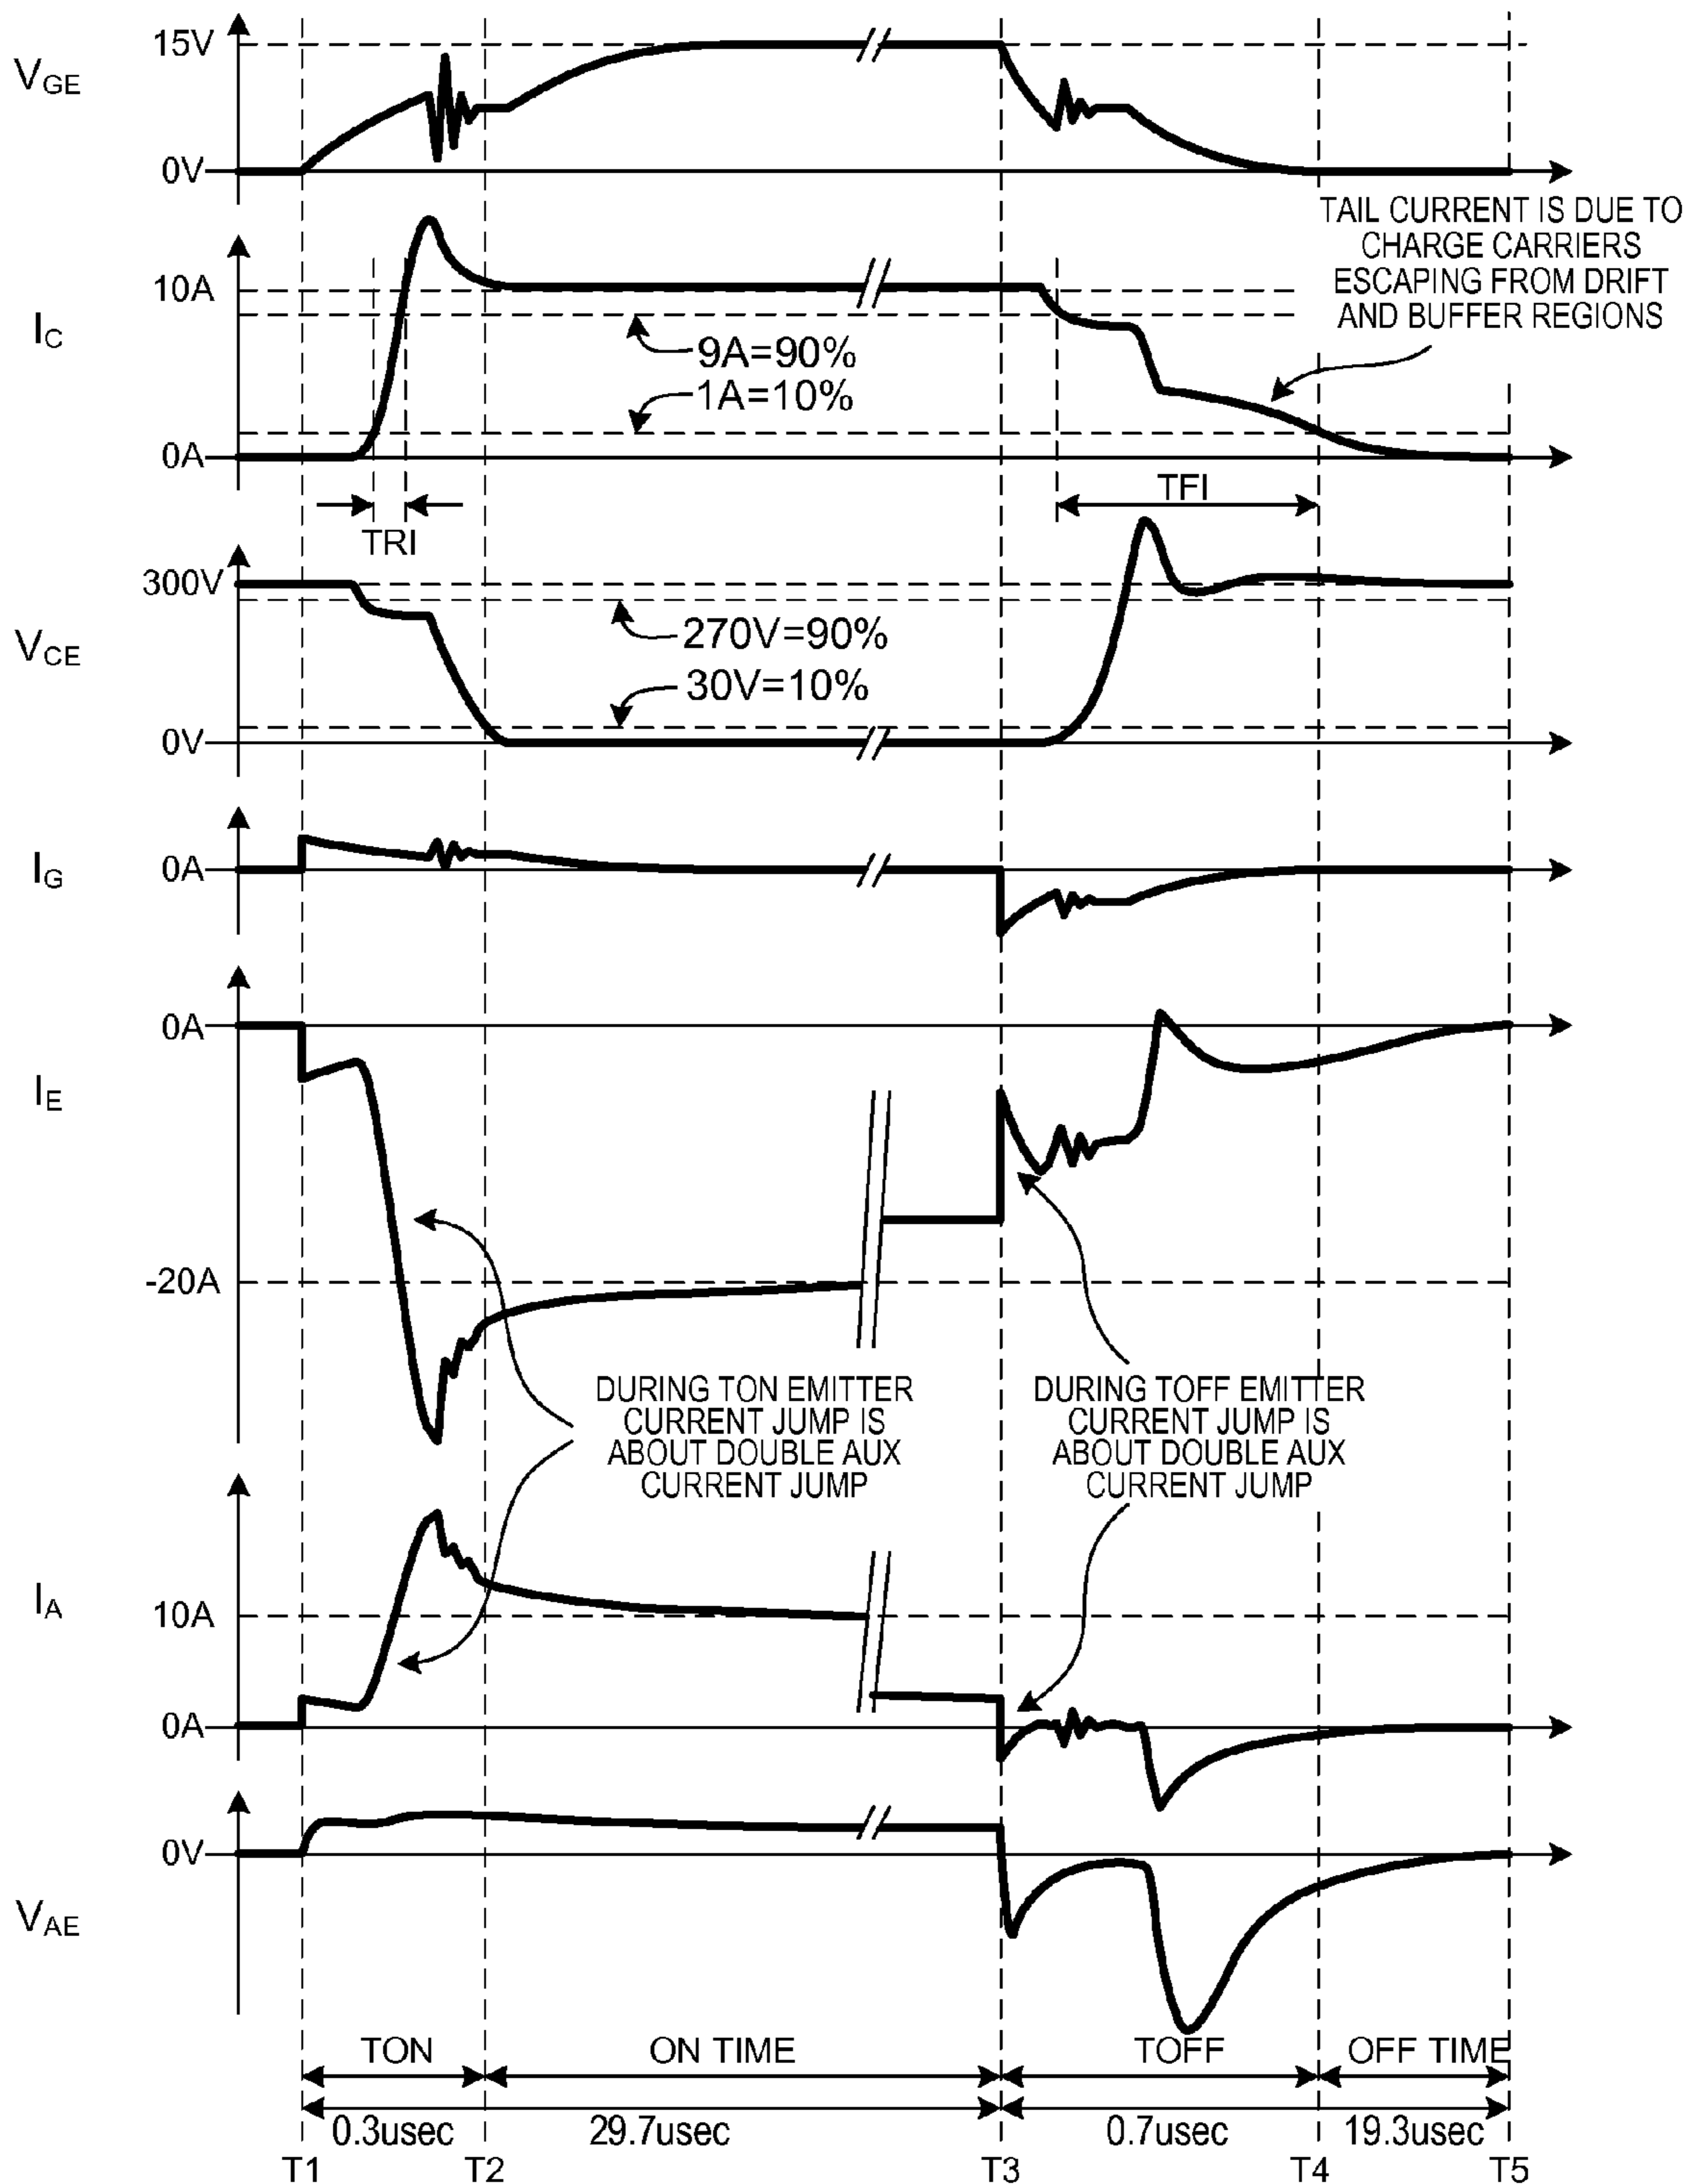 15V
VGE
0V
TAIL CURRENT IS DUE TO
CHARGE CARRIERS
ESCAPING FROM DRIFT
AND BUFFER REGIONS
10A
IC
9A=90%
1A=10%
0A
TRI
TFI
300V
VCE
270V=90%
30V=10%
0V
IG
0A
0A
IE
-20A
DURING TON EMITTER
CURRENT JUMP IS
ABOUT DOUBLE AUX
CURRENT JUMP
DURING TOFF EMITTER
CURRENT JUMP IS
ABOUT DOUBLE AUX
CURRENT JUMP
IA
10A
0A
0V
VAE
TON
ON TIME
TOFF
OFF TIME
0.3usec
29.7usec
0.7usec
19.3usec
T1
T2
T3
T4
T5